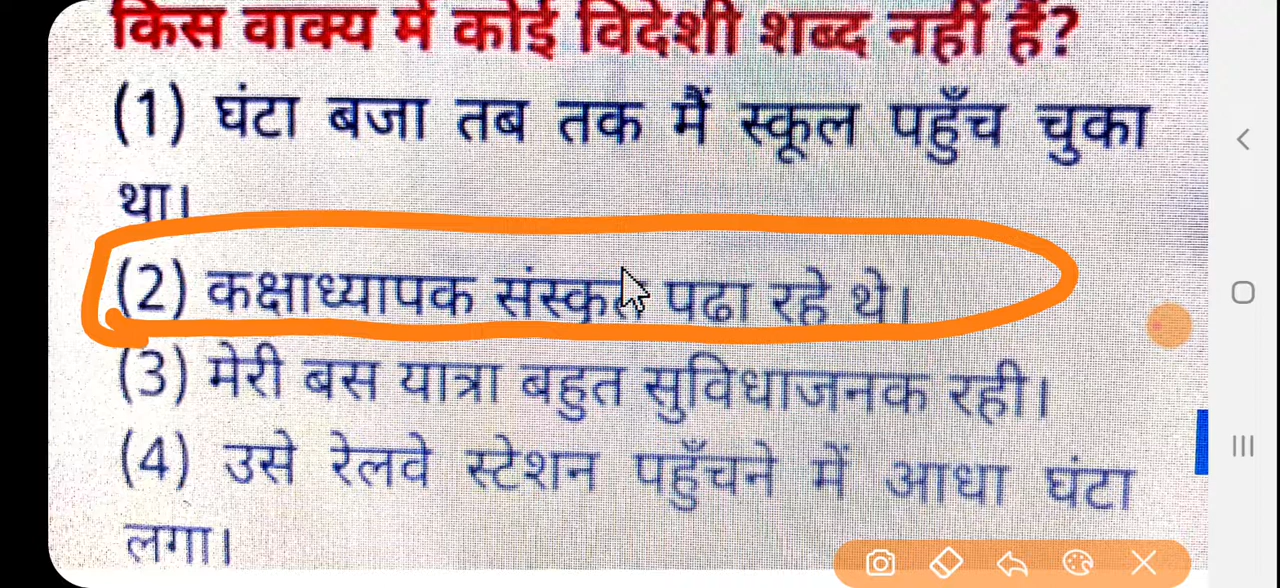 किस वाक्य में कोई विदेशी शब्द नहीं है?
(1) घंटा बजा तब तक मैं स्कूल पहुँच चुका
था।
(2) कक्षाध्यापक संस्कृत पढा रहे थे।
(3) मेरी बस यात्रा बहुत सुविधाजनक रही।
(4) उसे रेलवे स्टेशन पहुँचने में आधा घंटा
लगा।